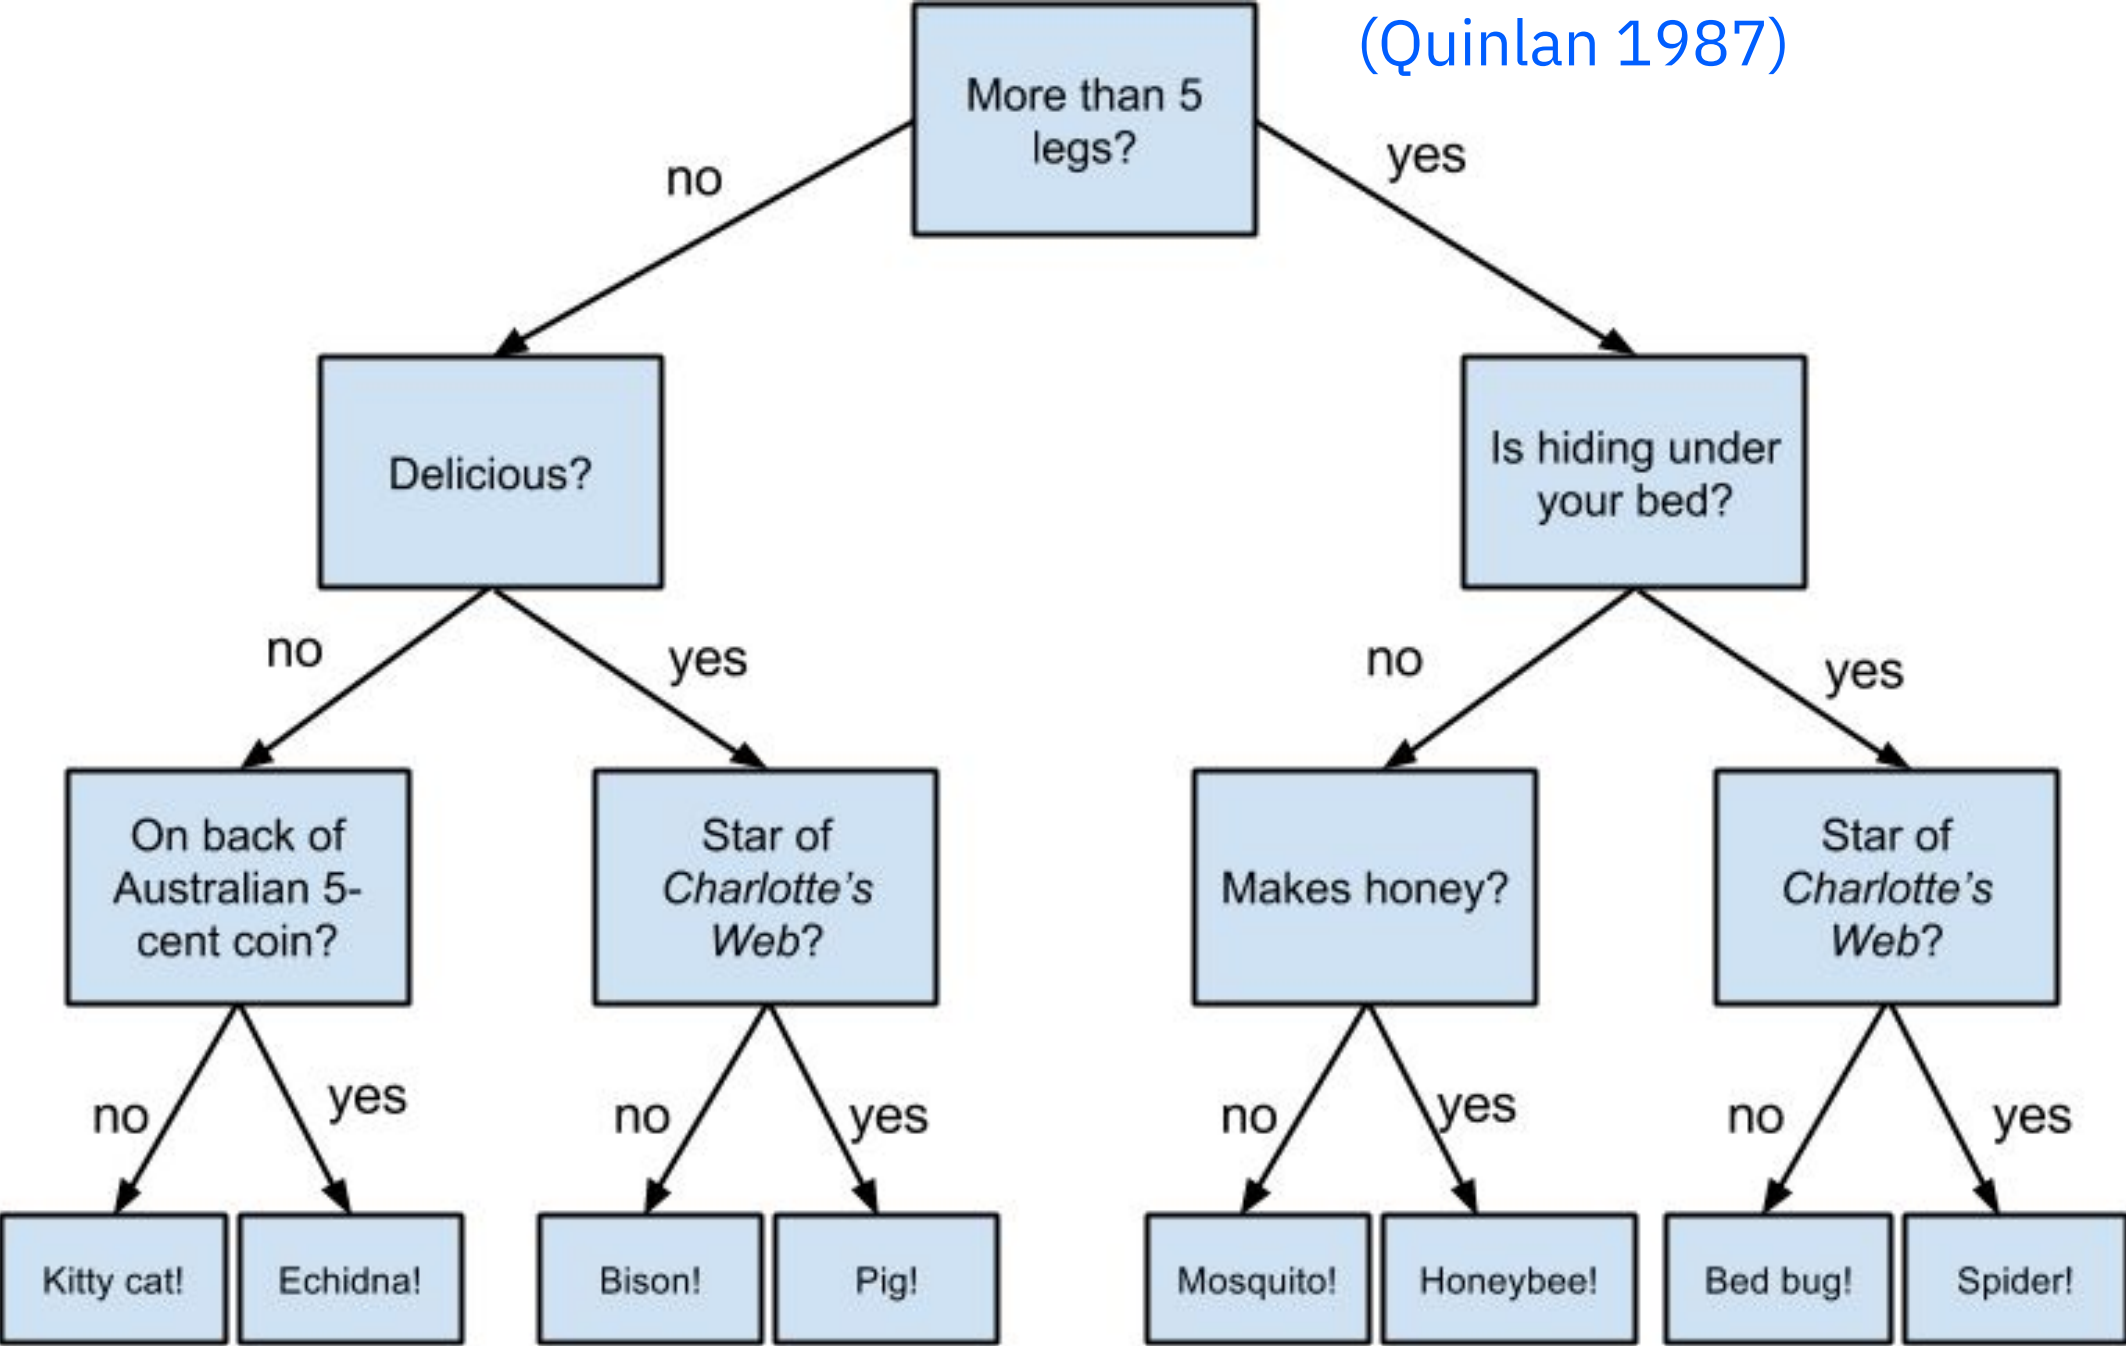 (Quinlan 1987)
More than 5
legs?
no
yes
Delicious?
Is hiding under
your bed?
no
yes
no
yes
On back of
Australian 5-
cent coin?
Star of
Charlotte's
Web?
Makes honey?
Star of
Charlotte's
Web?
no
yes
no
yes
no
yes
no
yes
Kitty cat!
Echidna!
Bison!
Pig!
Mosquito!
Honeybee!
Bed bug!
Spider!